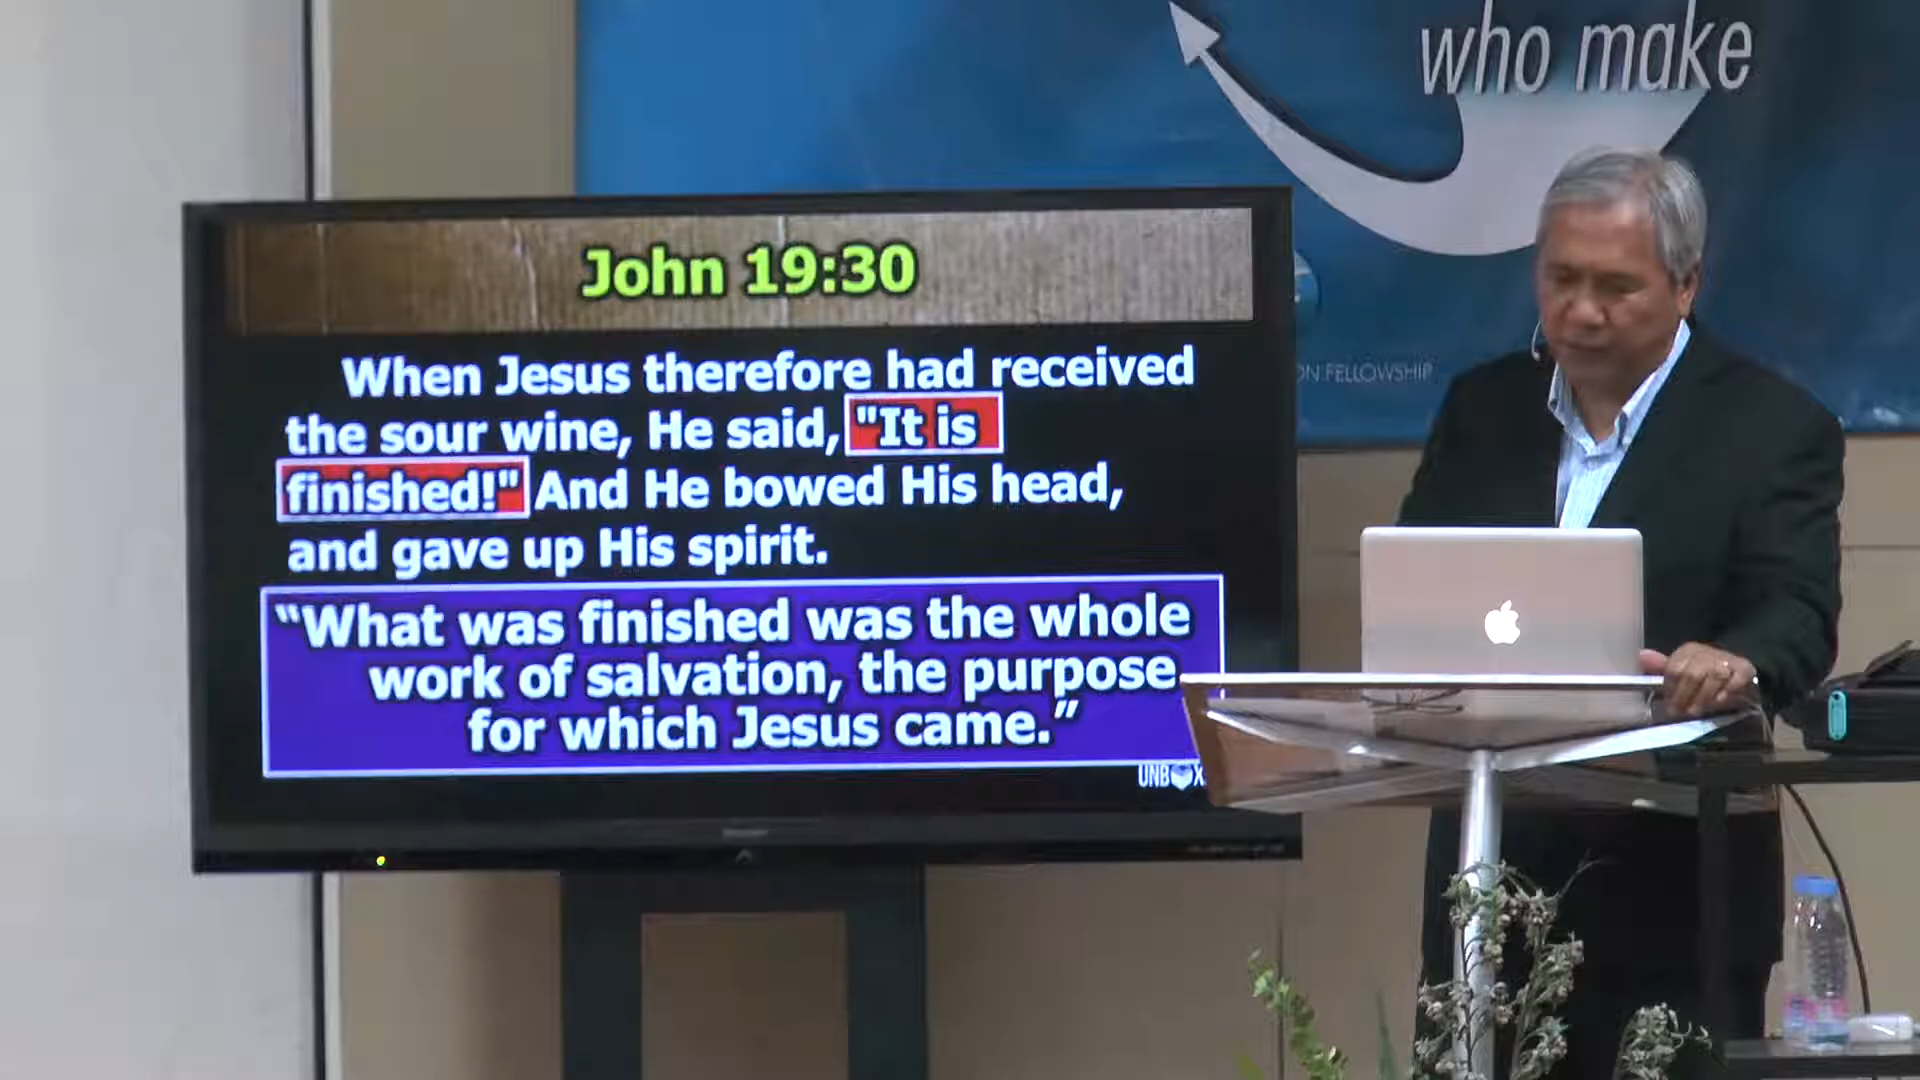 who make
John 19:30
When Jesus therefore had received
the sour wine, He said, "It is
finished!" And He bowed His head,
and gave up His spirit.
“What was finished was the whole
work of salvation, the purpose
for which Jesus came.”
FELLOWSHIP